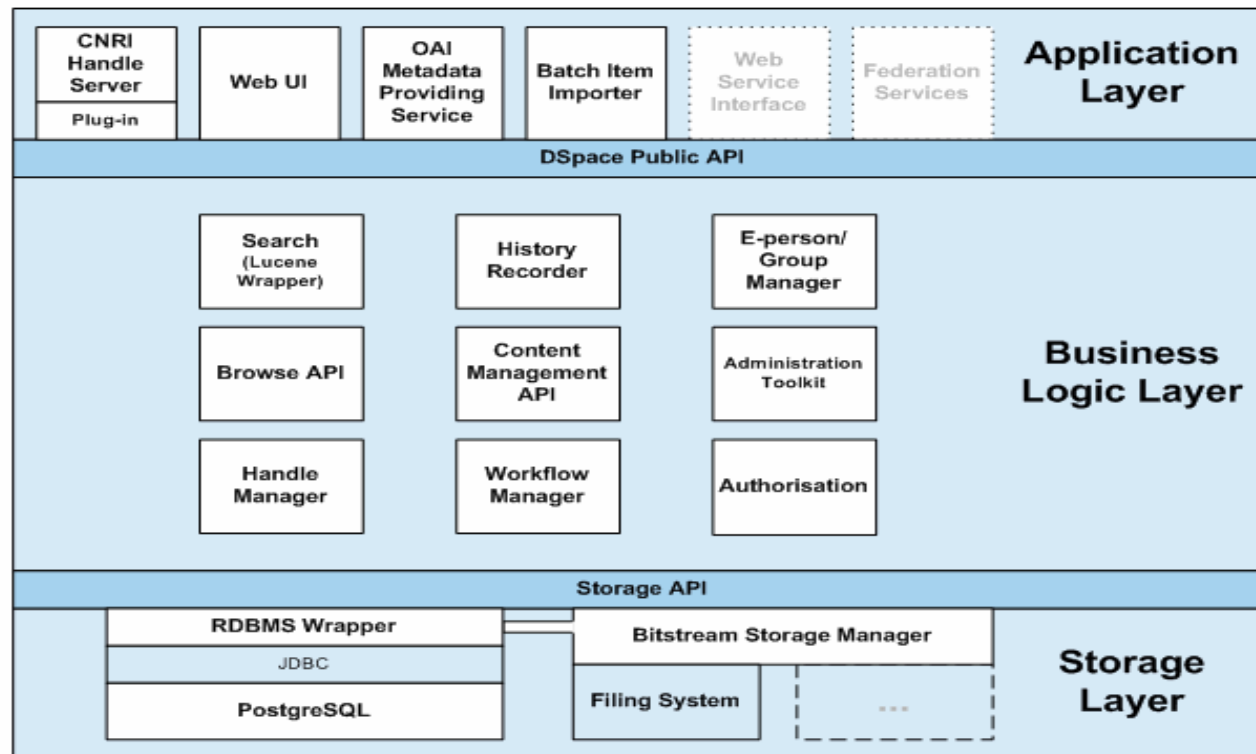 CNRI
Handle
Server
Plug-in
Web UI
OAI
Metadata
Providing
Service
Batch Item
Importer
Web
Service
Interface
Federation
Services
Application
Layer
DSpace Public API
Search
(Lucene
Wrapper)
History
Recorder
E-person/
Group
Manager
Browse API
Content
Management
API
Administration
Toolkit
Business
Logic Layer
Handle
Manager
Workflow
Manager
Authorisation
Storage API
RDBMS Wrapper
JDBC
PostgreSQL
Bitstream Storage Manager
Filing System
...
Storage
Layer